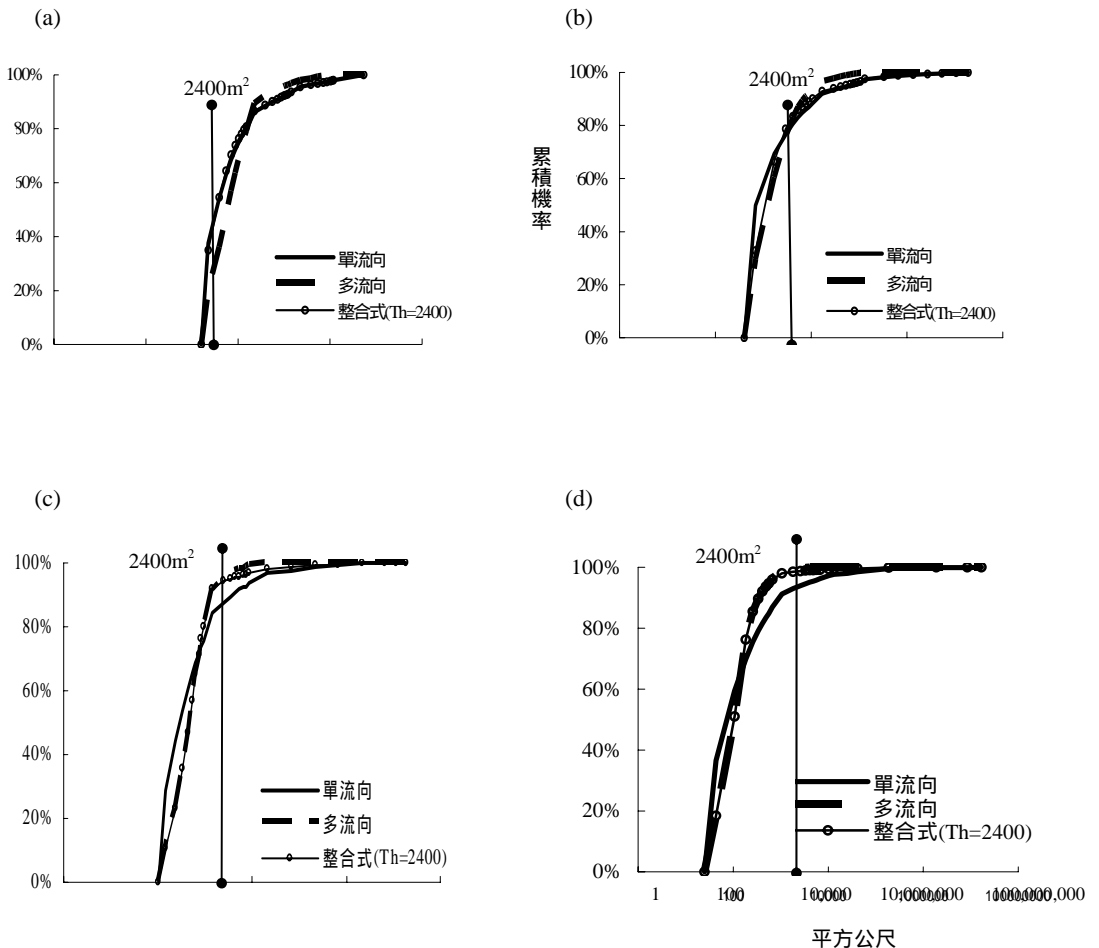 (a)
100%
80%
60%
40%
20%
0%
2400m²
單流向
多流向
整合式(Th=2400)
(b)
累積機率
100%
80%
60%
40%
20%
0%
2400m²
單流向
多流向
整合式(Th=2400)
(c)
100%
80%
60%
40%
20%
0%
2400m²
單流向
多流向
整合式(Th=2400)
(d)
100%
80%
60%
40%
20%
0%
2400m²
單流向
多流向
整合式(Th=2400)
1 100 10,000
平方公尺